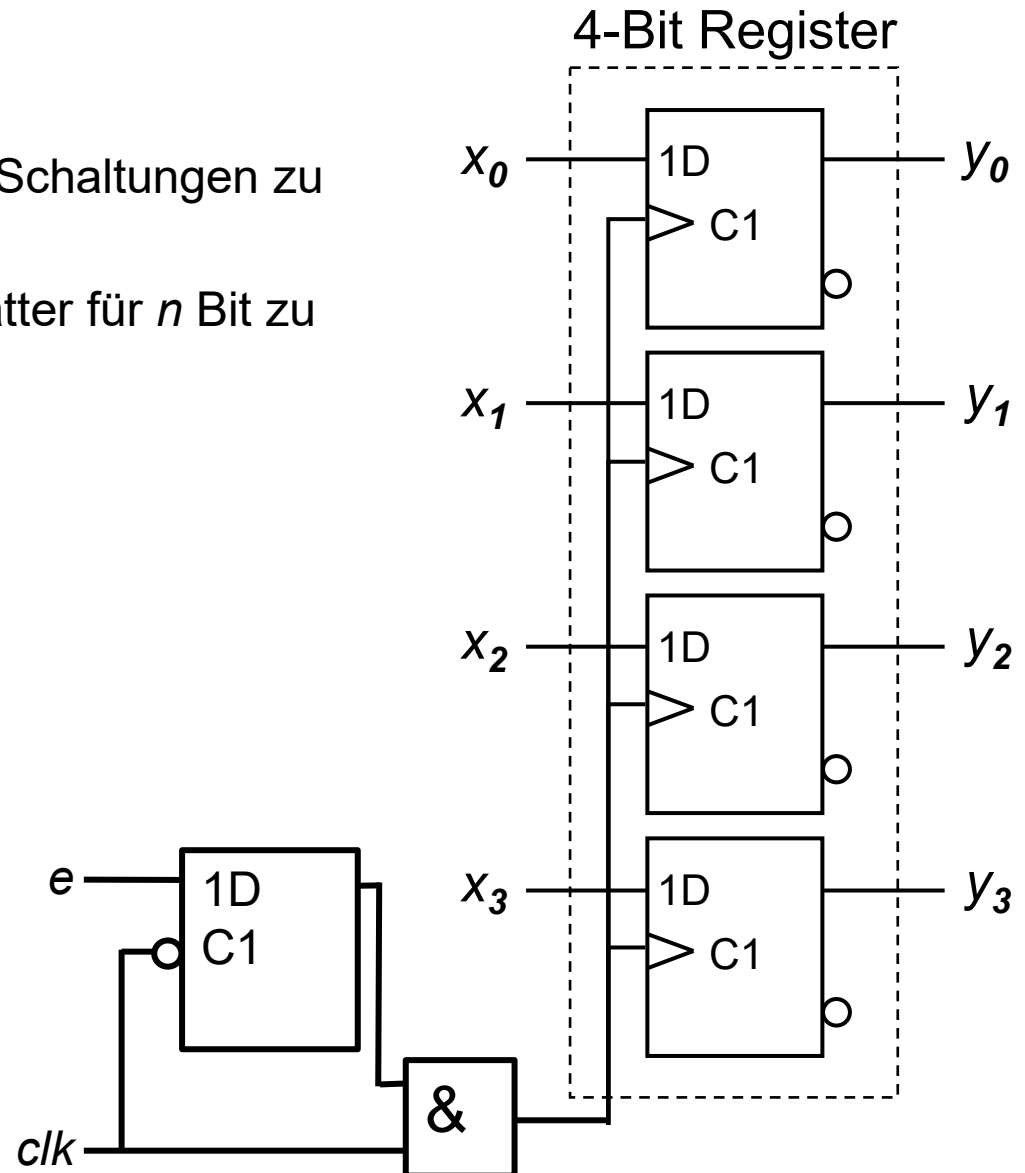 4-Bit Register
Schaltungen zu
x0
1D
y0
C1
für n Bit zu
x1
1D
y1
C1
x2
1D
y2
C1
e
1D
C1
x3
1D
y3
C1
&
clk